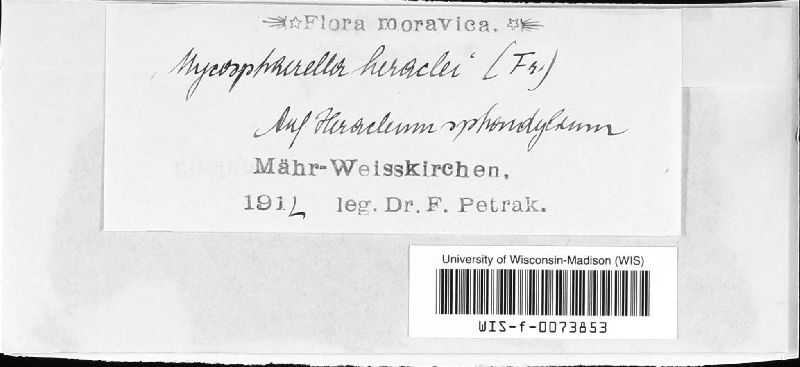 Flora moravica.
Mycosphaerella heraclei (Fr.)
Auf Heracleum sphondylium
Mähr-Weisskirchen,
1912 leg. Dr. F. Petrak.
University of Wisconsin-Madison (WIS)
WIS-f-0073853